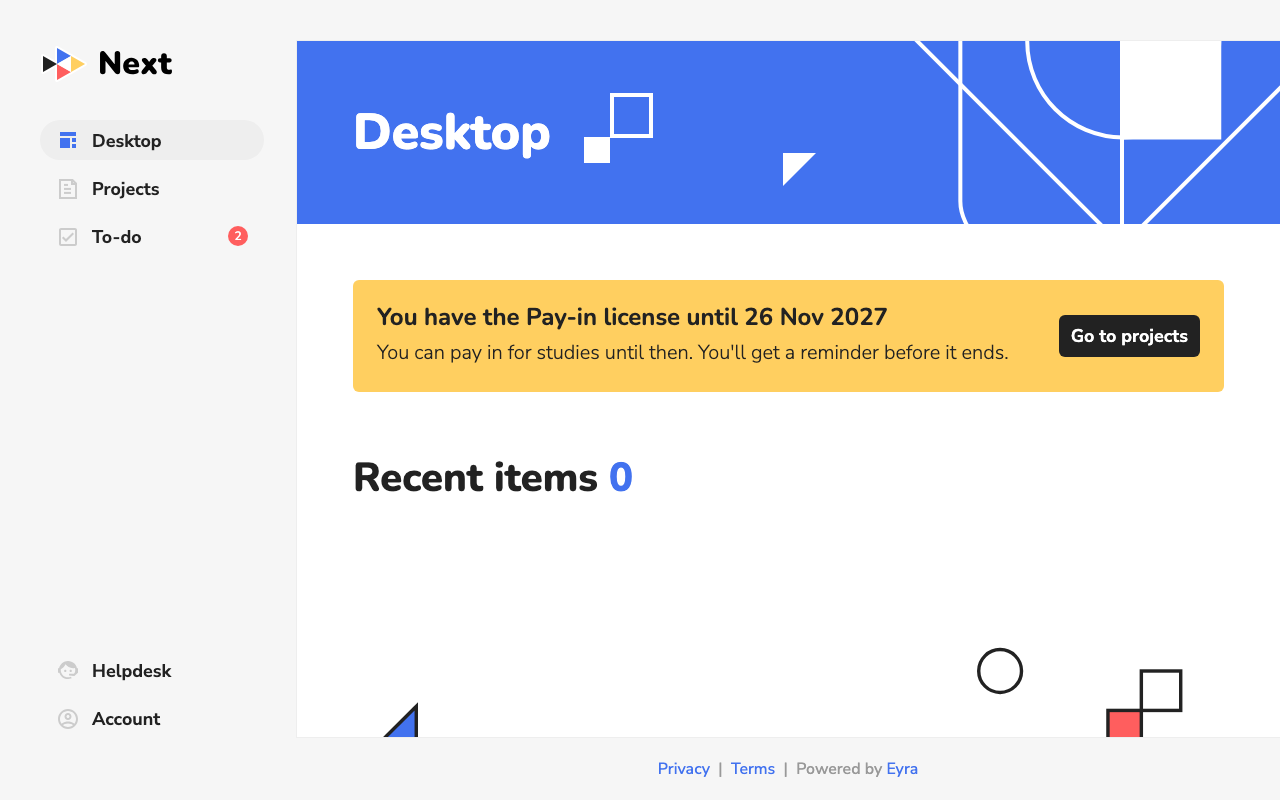 Next
Desktop
Projects
To-do 2
Helpdesk
Account
Desktop
You have the Pay-in license until 26 Nov 2027
You can pay in for studies until then. You'll get a reminder before it ends.
Go to projects
Recent items 0
Privacy | Terms | Powered by Eyra